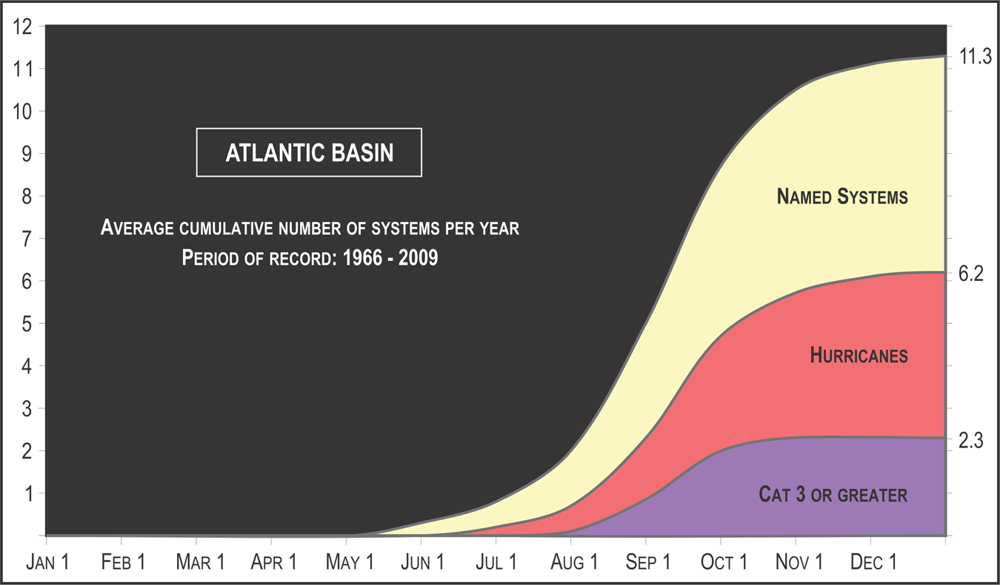 12
11
10
9
8
7
6
5
4
3
2
1
ATLANTIC BASIN
AVERAGE CUMULATIVE NUMBER OF SYSTEMS PER YEAR
PERIOD OF RECORD: 1966 - 2009
NAMED SYSTEMS
HURRICANES
CAT 3 OR GREATER
11.3
6.2
2.3
JAN 1 FEB 1 MAR 1 APR 1 MAY 1 JUN 1 JUL 1 AUG 1 SEP 1 OCT 1 NOV 1 DEC 1